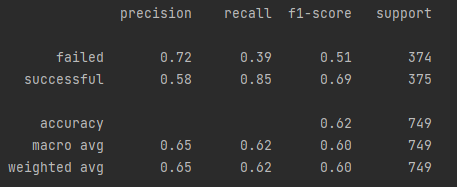 precision recall f1-score support
failed 0.72 0.39 0.51 374
successful 0.58 0.85 0.69 375
accuracy 0.62 749
macro avg 0.65 0.62 0.60 749
weighted avg 0.65 0.62 0.60 749